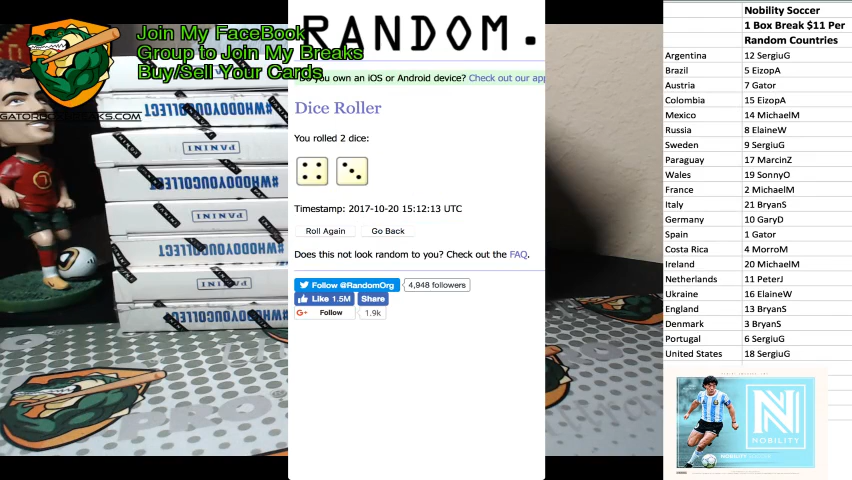 Join My FaceBook
Group to Join My Breaks
Buy/Sell Your Cards
GATORBOXBREAKS.COM
RANDOM.
Do you own an iOS or Android device? Check out our app
Dice Roller
You rolled 2 dice:
Timestamp: 2017-10-20 15:12:13 UTC
Roll Again Go Back
Does this not look random to you? Check out the FAQ.
Follow @RandomOrg 4,948 followers
Like 1.5M Share
G+ Follow 1.9k
Nobility Soccer
1 Box Break $11 Per
Random Countries
Argentina 12 SergiuG
Brazil 5 EizopA
Austria 7 Gator
Colombia 15 EizopA
Mexico 14 MichaelM
Russia 8 ElaineW
Sweden 9 SergiuG
Paraguay 17 MarcinZ
Wales 19 SonnyO
France 2 MichaelM
Italy 21 BryanS
Germany 10 GaryD
Spain 1 Gator
Costa Rica 4 MorroM
Ireland 20 MichaelM
Netherlands 11 PeterJ
Ukraine 16 ElaineW
England 13 BryanS
Denmark 3 BryanS
Portugal 6 SergiuG
United States 18 SergiuG
N
NOBILITY
NOBILITY
#WHODOYOUCOLLECT
PANINI
#WHODOYOUCOLLECT
PANINI
#WHODOYOUCOLLECT
PANINI
#WHODOYOUCOLLECT